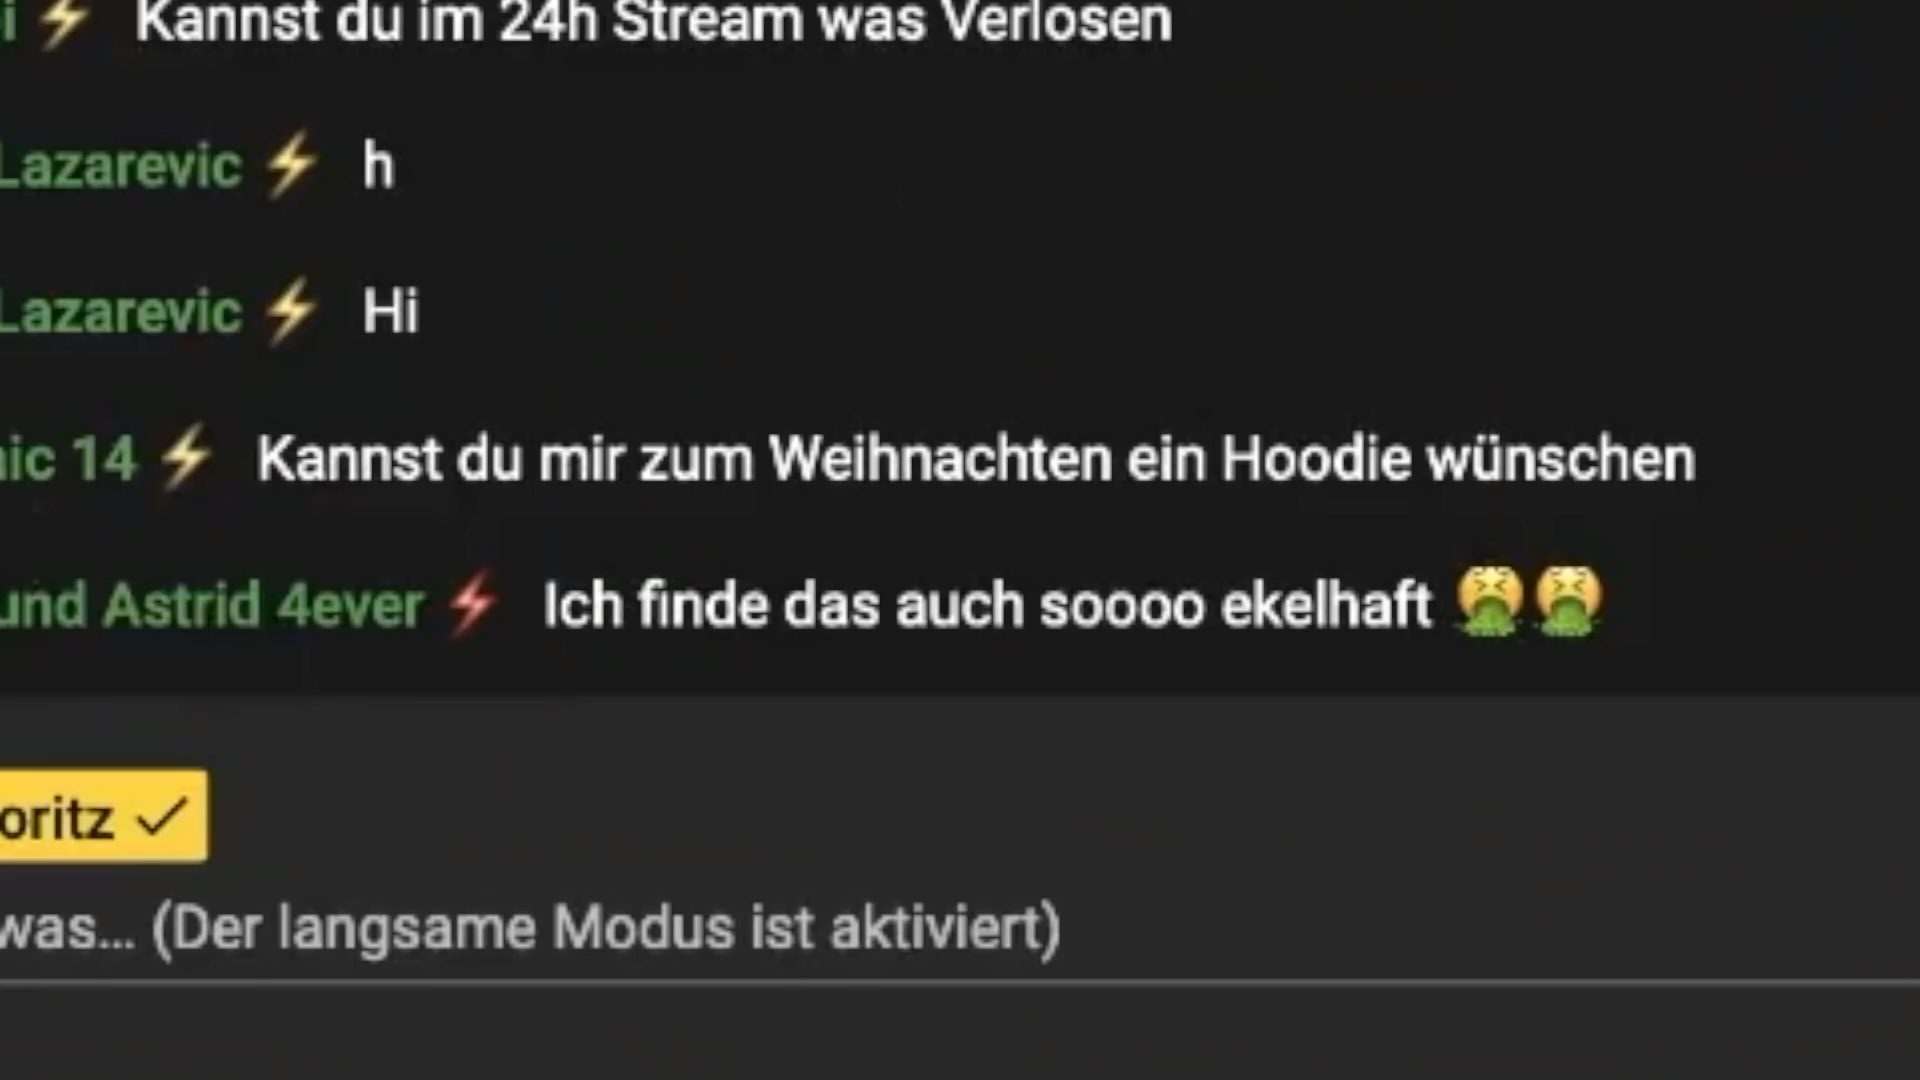 i ⚡ Kannst du im 24h Stream was Verlosen
Lazarevic ⚡ h
Lazarevic ⚡ Hi
nic 14 ⚡ Kannst du mir zum Weihnachten ein Hoodie wünschen
und Astrid 4ever ⚡ Ich finde das auch soooo ekelhaft 🤮🤮
oritz ✓
was... (Der langsame Modus ist aktiviert)